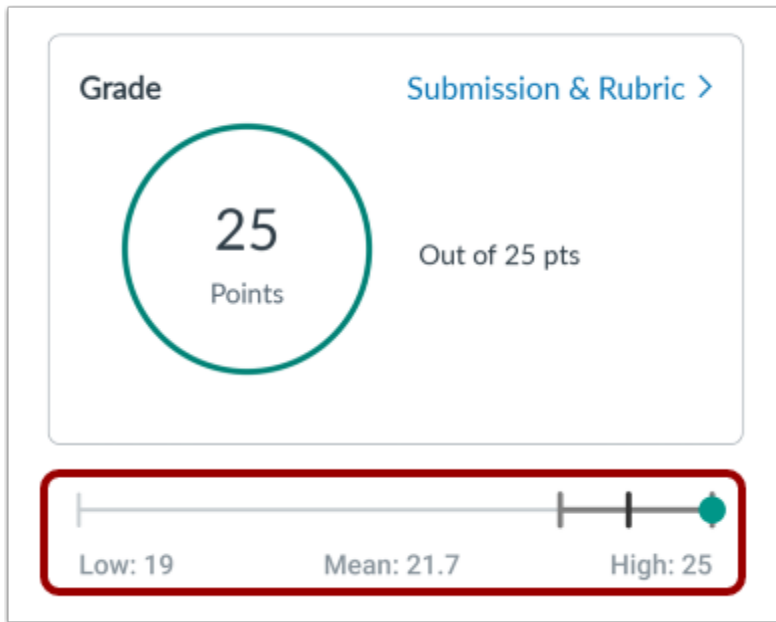 Grade
Submission & Rubric >
25
Points
Out of 25 pts
Low: 19
Mean: 21.7
High: 25